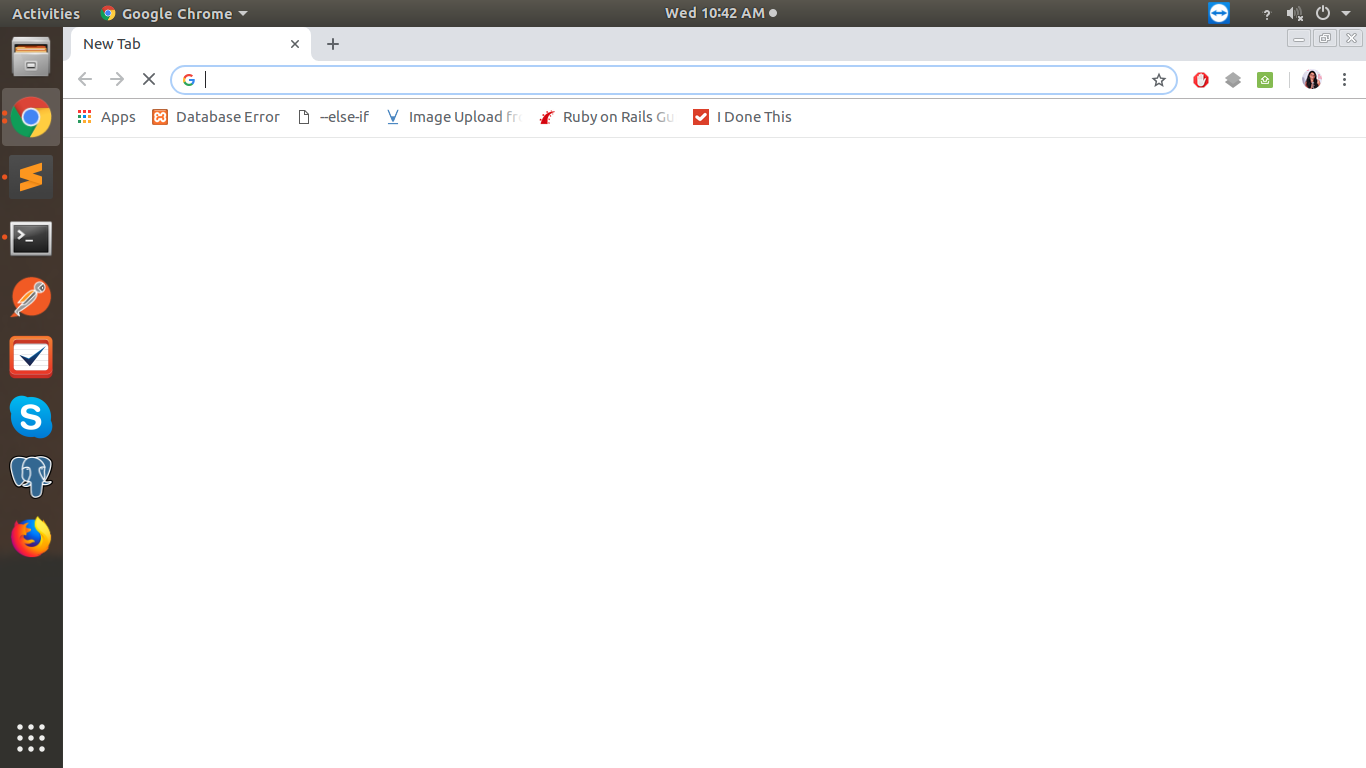 Activities Google Chrome Wed 10:42 AM ?
New Tab
Apps Database Error --else-if Image Upload fro Ruby on Rails Gu I Done This